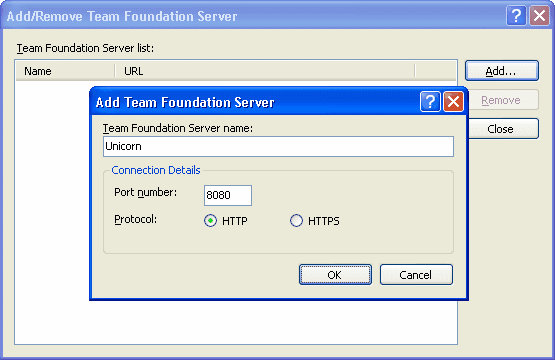 Add/Remove Team Foundation Server
Team Foundation Server list:
Name URL
Add...
Remove
Close
Add Team Foundation Server
Team Foundation Server name:
Unicorn
Connection Details
Port number: 8080
Protocol: HTTP HTTPS
OK Cancel